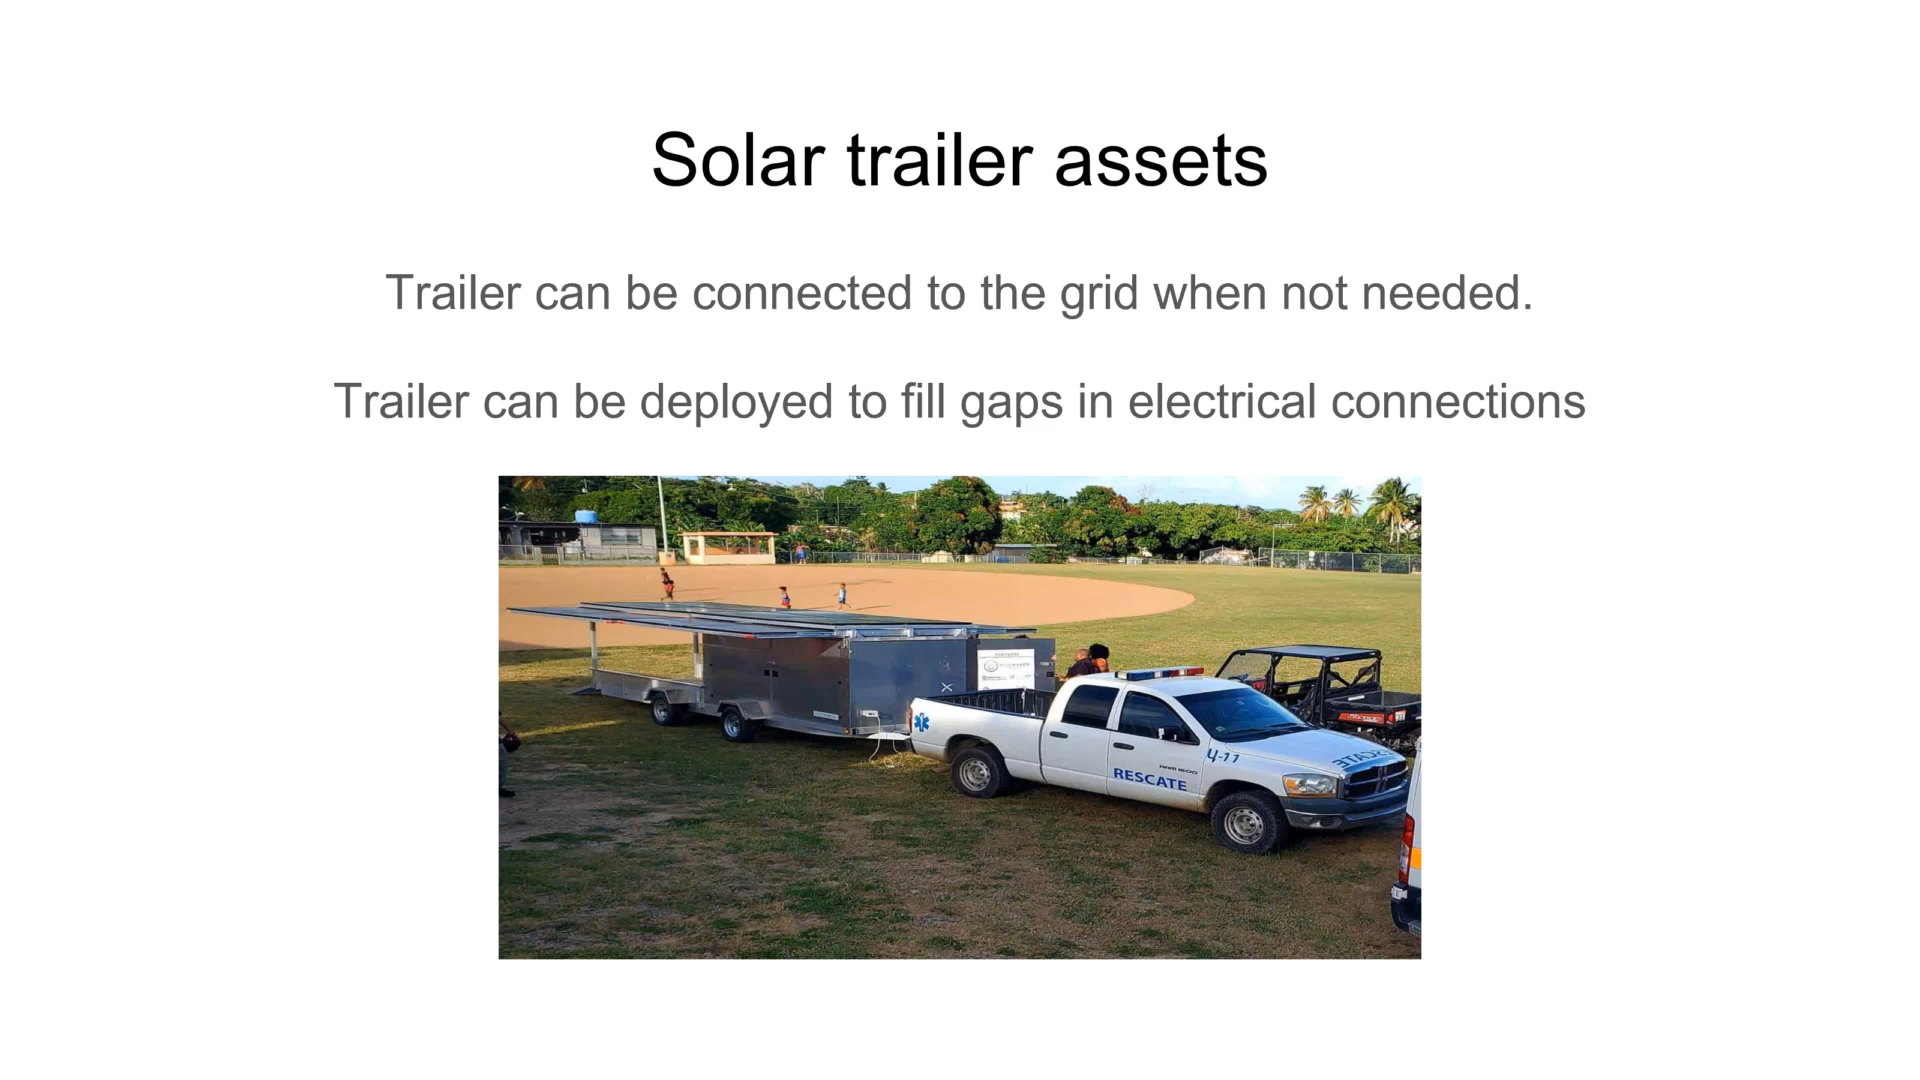 Solar trailer assets
Trailer can be connected to the grid when not needed.
Trailer can be deployed to fill gaps in electrical connections
RESCATE
U-11